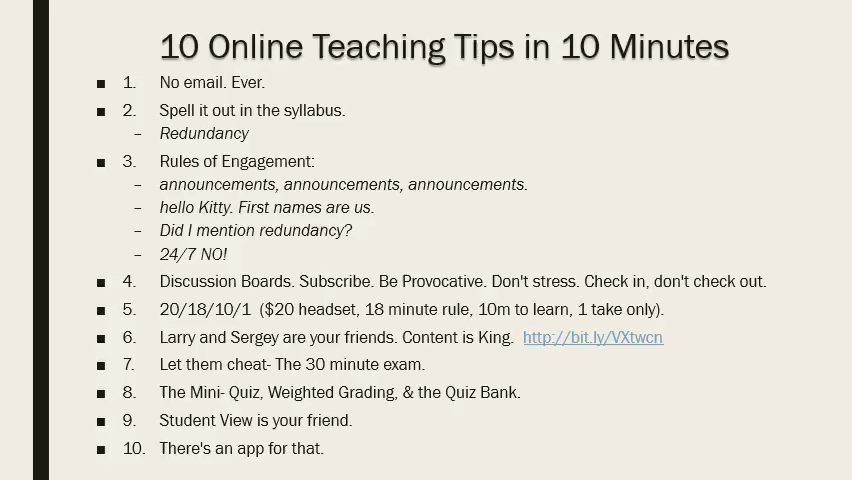 10 Online Teaching Tips in 10 Minutes
■ 1. No email. Ever.
■ 2. Spell it out in the syllabus.
– Redundancy
■ 3. Rules of Engagement:
– announcements, announcements, announcements.
– hello Kitty. First names are us.
– Did I mention redundancy?
– 24/7 NO!
■ 4. Discussion Boards. Subscribe. Be Provocative. Don't stress. Check in, don't check out.
■ 5. 20/18/10/1 ($20 headset, 18 minute rule, 10m to learn, 1 take only).
■ 6. Larry and Sergey are your friends. Content is King. http://bit.ly/VXtwcn
■ 7. Let them cheat- The 30 minute exam.
■ 8. The Mini- Quiz, Weighted Grading, & the Quiz Bank.
■ 9. Student View is your friend.
■ 10. There's an app for that.